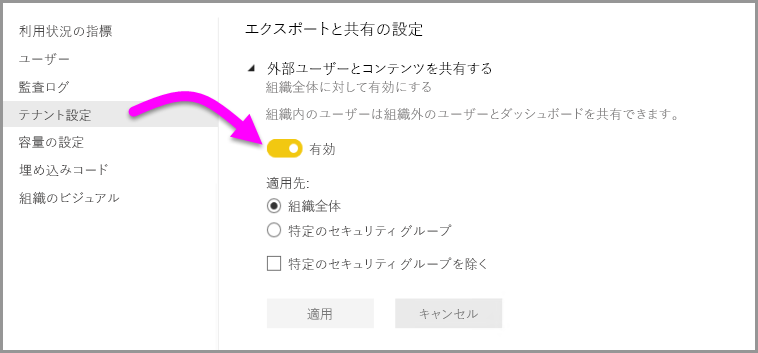 利用状況の指標
ユーザー
監査ログ
テナント設定
容量の設定
埋め込みコード
組織のビジュアル
エクスポートと共有の設定
外部ユーザーとコンテンツを共有する
組織全体に対して有効にする
組織内のユーザーは組織外のユーザーとダッシュボードを共有できます。
有効
適用先:
組織全体
特定のセキュリティ グループ
特定のセキュリティ グループを除く
適用
キャンセル